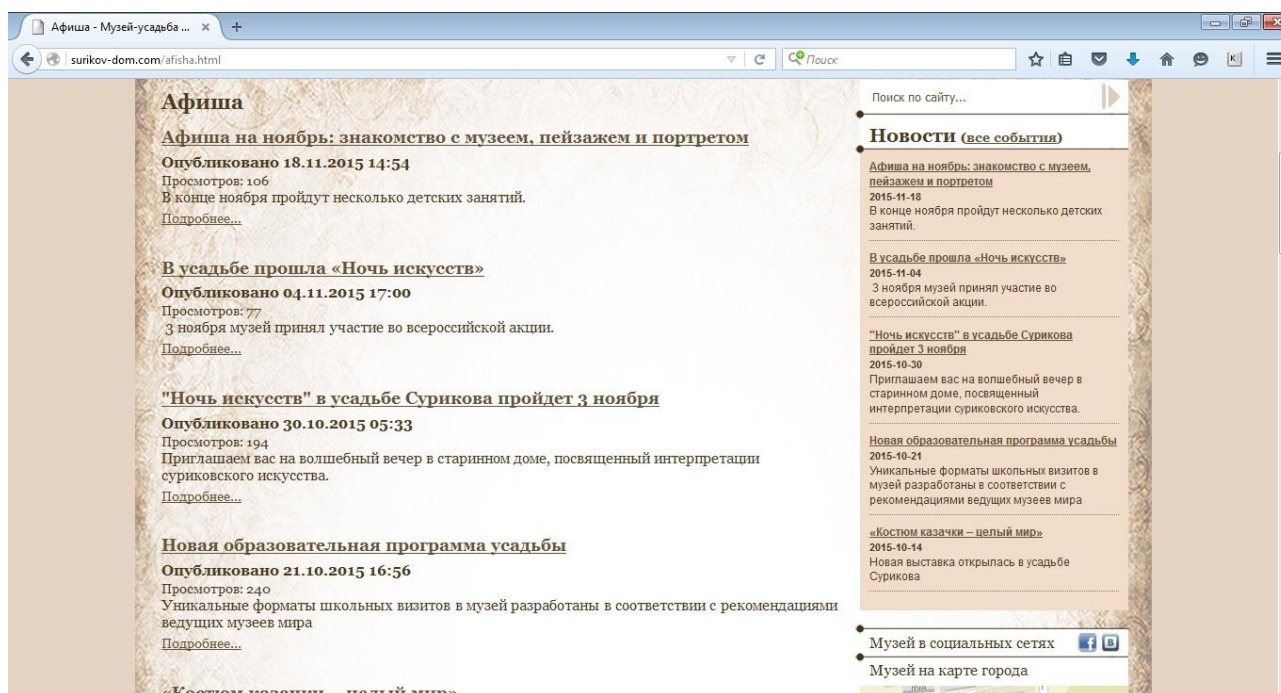 Афиша - Музей-усадьба ...
surikov-dom.com/afisha.html
Поиск
Афиша
Афиша на ноябрь: знакомство с музеем, пейзажем и портретом
Опубликовано 18.11.2015 14:54
Просмотров: 106
В конце ноября пройдут несколько детских занятий.
Подробнее...
В усадьбе прошла «Ночь искусств»
Опубликовано 04.11.2015 17:00
Просмотров: 77
3 ноября музей принял участие во всероссийской акции.
Подробнее...
"Ночь искусств" в усадьбе Сурикова пройдет 3 ноября
Опубликовано 30.10.2015 05:33
Просмотров: 194
Приглашаем вас на волшебный вечер в старинном доме, посвященный интерпретации
суриковского искусства.
Подробнее...
Новая образовательная программа усадьбы
Опубликовано 21.10.2015 16:56
Просмотров: 240
Уникальные форматы школьных визитов в музей разработаны в соответствии с рекомендациями
ведущих музеев мира
Подробнее...
«Костюм казачки – целый мир»
Поиск по сайту...
Новости (все события)
Афиша на ноябрь: знакомство с музеем,
пейзажем и портретом
2015-11-18
В конце ноября пройдут несколько детских
занятий.
В усадьбе прошла «Ночь искусств»
2015-11-04
3 ноября музей принял участие во
всероссийской акции.
"Ночь искусств" в усадьбе Сурикова
пройдет 3 ноября
2015-10-30
Приглашаем вас на волшебный вечер в
старинном доме, посвященный
интерпретации суриковского искусства.
Новая образовательная программа усадьбы
2015-10-21
Уникальные форматы школьных визитов в
музей разработаны в соответствии с
рекомендациями ведущих музеев мира
«Костюм казачки – целый мир»
2015-10-14
Новая выставка открылась в усадьбе
Сурикова
Музей в социальных сетях
Музей на карте города